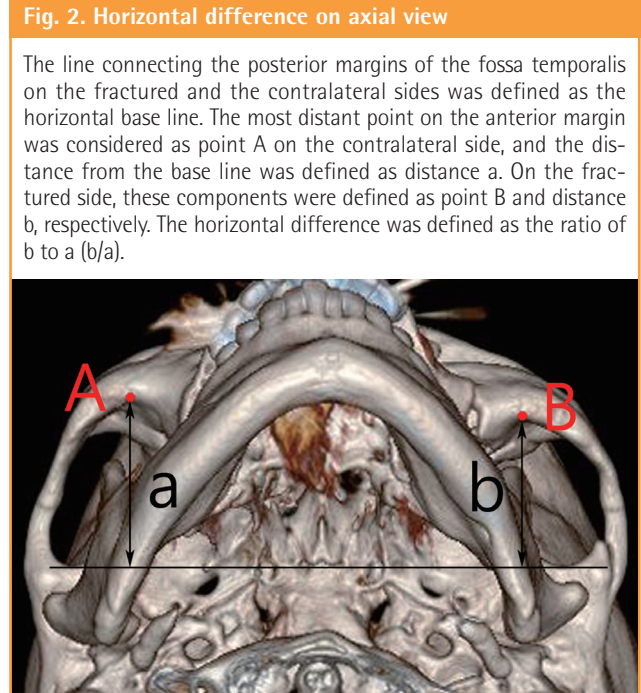 Fig. 2. Horizontal difference on axial view
The line connecting the posterior margins of the fossa temporalis
on the fractured and the contralateral sides was defined as the
horizontal base line. The most distant point on the anterior margin
was considered as point A on the contralateral side, and the dis-
tance from the base line was defined as distance a. On the frac-
tured side, these components were defined as point B and distance
b, respectively. The horizontal difference was defined as the ratio of
b to a (b/a).
A
B
a
b